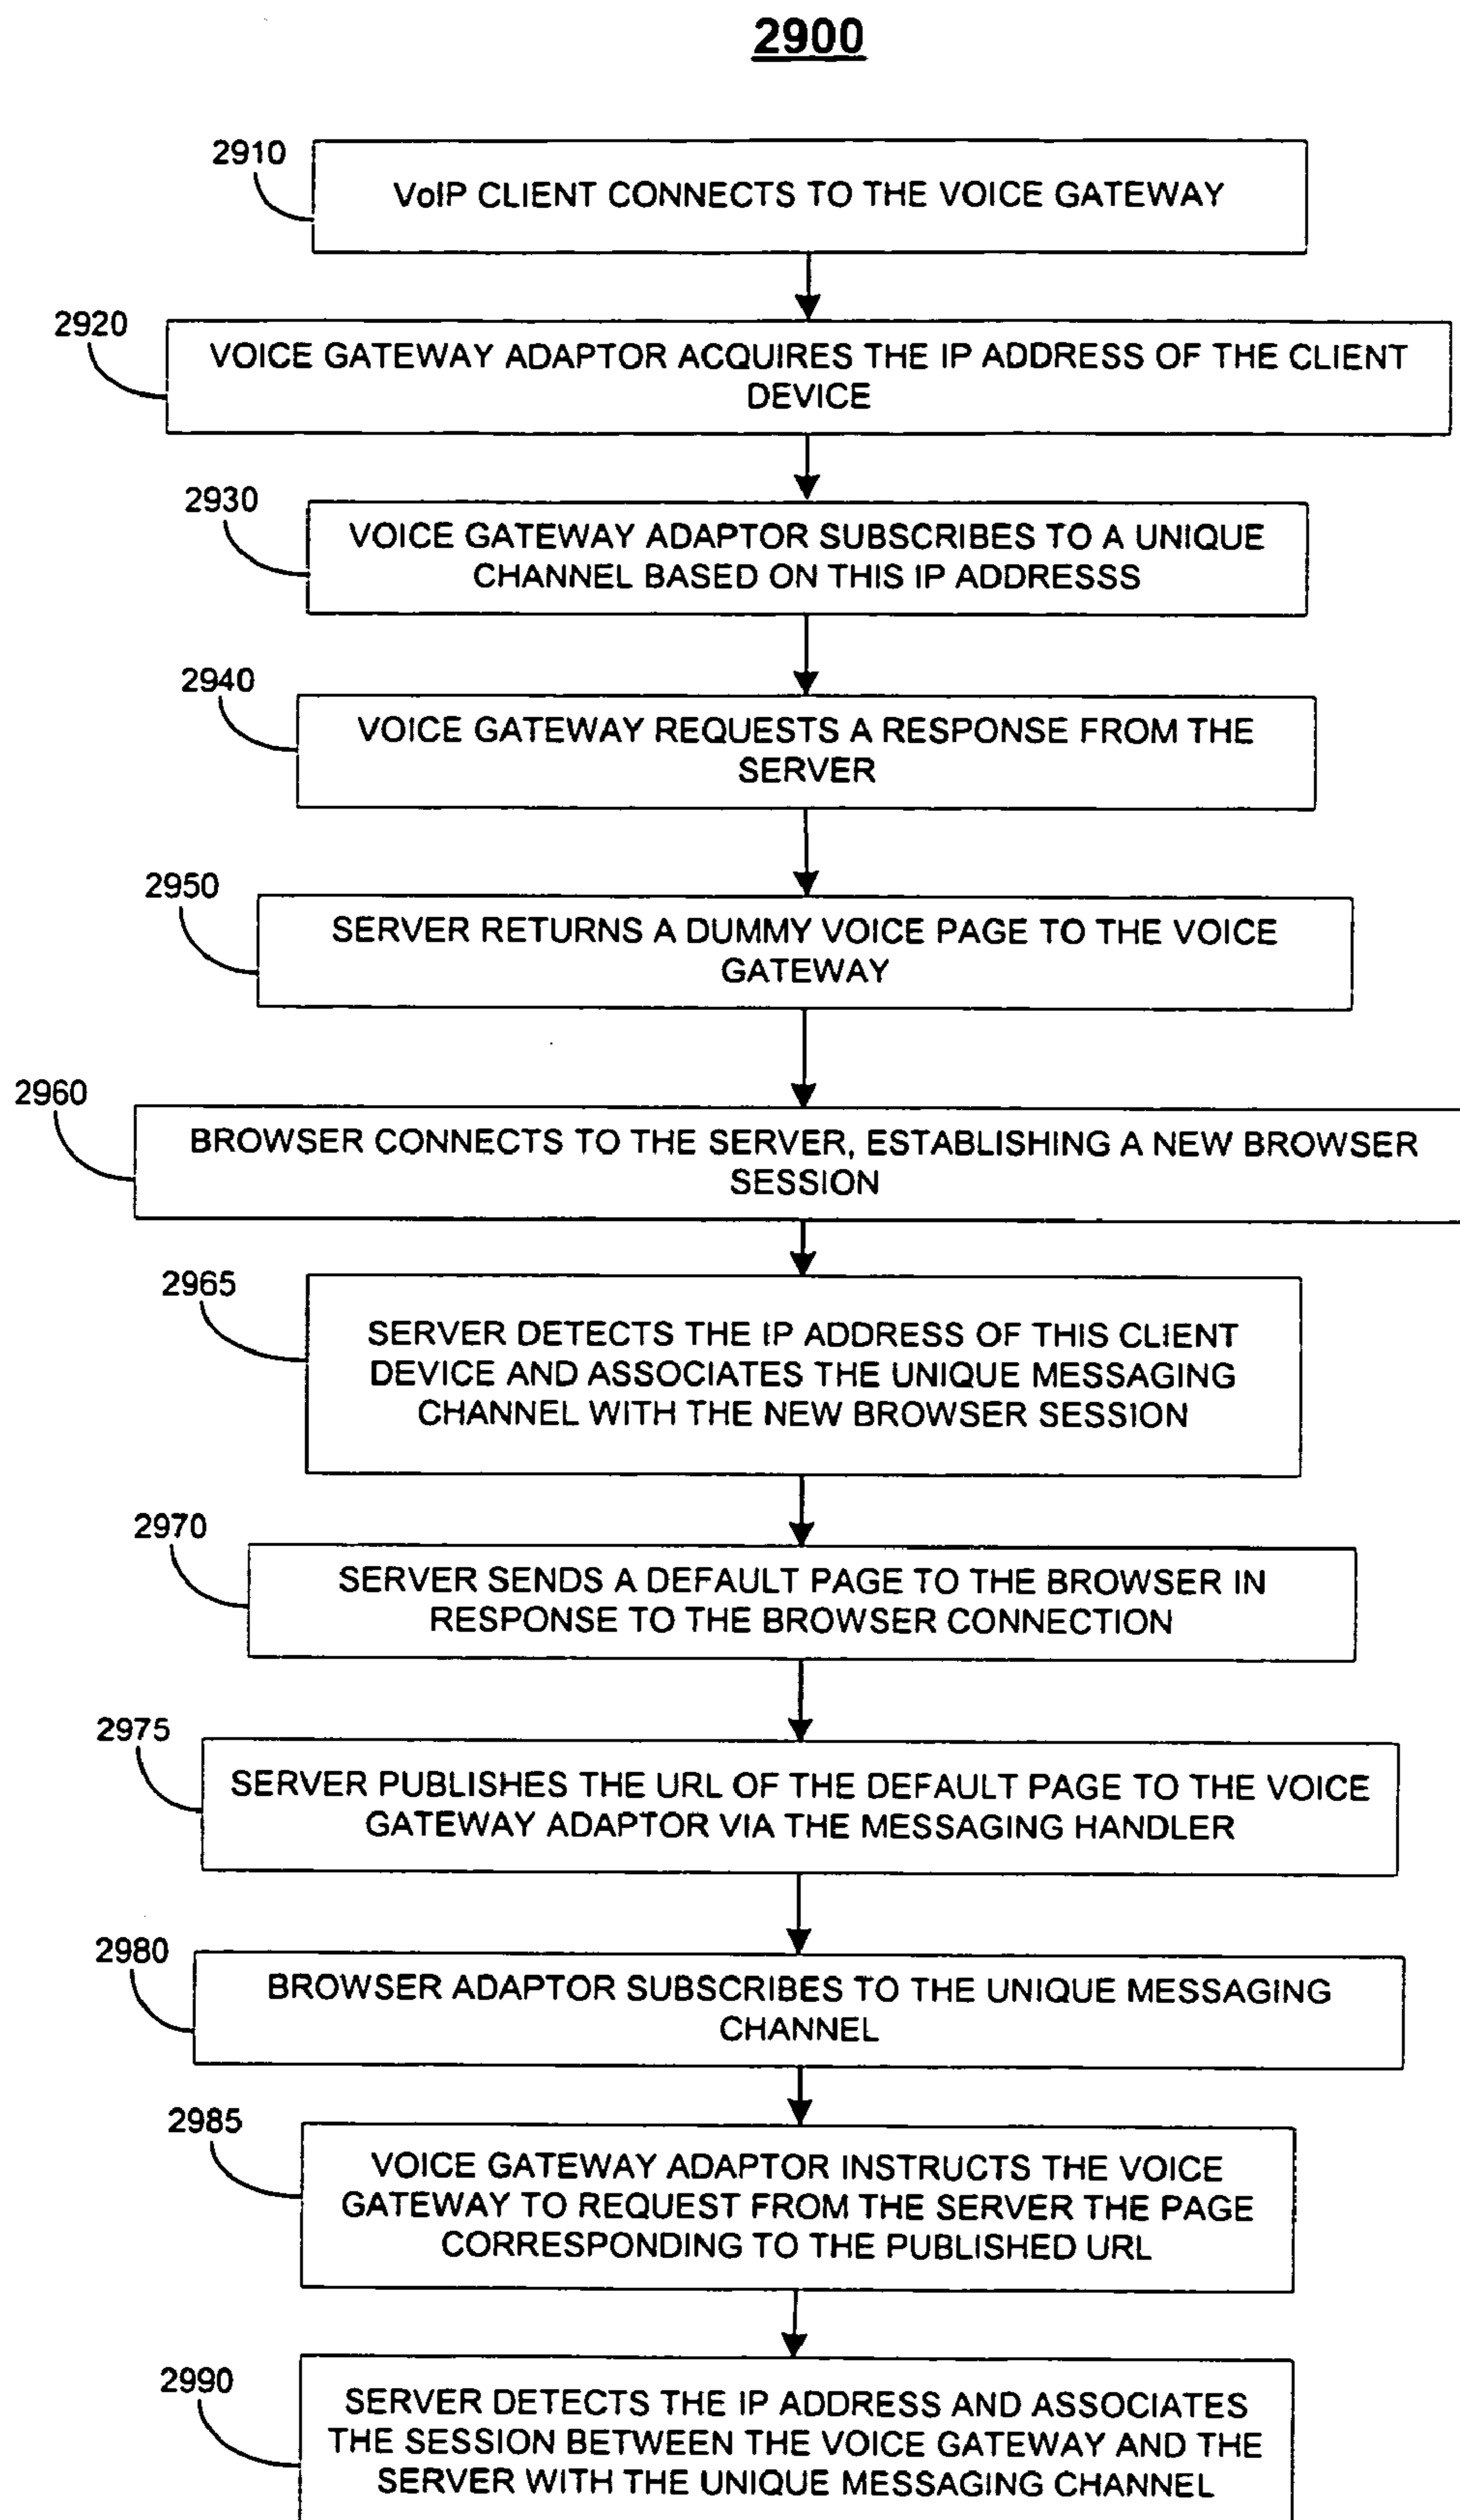 2900
2910
VoIP CLIENT CONNECTS TO THE VOICE GATEWAY
2920
VOICE GATEWAY ADAPTOR ACQUIRES THE IP ADDRESS OF THE CLIENT
DEVICE
2930
VOICE GATEWAY ADAPTOR SUBSCRIBES TO A UNIQUE
CHANNEL BASED ON THIS IP ADDRESSS
2940
VOICE GATEWAY REQUESTS A RESPONSE FROM THE
SERVER
2950
SERVER RETURNS A DUMMY VOICE PAGE TO THE VOICE
GATEWAY
2960
BROWSER CONNECTS TO THE SERVER, ESTABLISHING A NEW BROWSER
SESSION
2965
SERVER DETECTS THE IP ADDRESS OF THIS CLIENT
DEVICE AND ASSOCIATES THE UNIQUE MESSAGING
CHANNEL WITH THE NEW BROWSER SESSION
2970
SERVER SENDS A DEFAULT PAGE TO THE BROWSER IN
RESPONSE TO THE BROWSER CONNECTION
2975
SERVER PUBLISHES THE URL OF THE DEFAULT PAGE TO THE VOICE
GATEWAY ADAPTOR VIA THE MESSAGING HANDLER
2980
BROWSER ADAPTOR SUBSCRIBES TO THE UNIQUE MESSAGING
CHANNEL
2985
VOICE GATEWAY ADAPTOR INSTRUCTS THE VOICE
GATEWAY TO REQUEST FROM THE SERVER THE PAGE
CORRESPONDING TO THE PUBLISHED URL
2990
SERVER DETECTS THE IP ADDRESS AND ASSOCIATES
THE SESSION BETWEEN THE VOICE GATEWAY AND THE
SERVER WITH THE UNIQUE MESSAGING CHANNEL